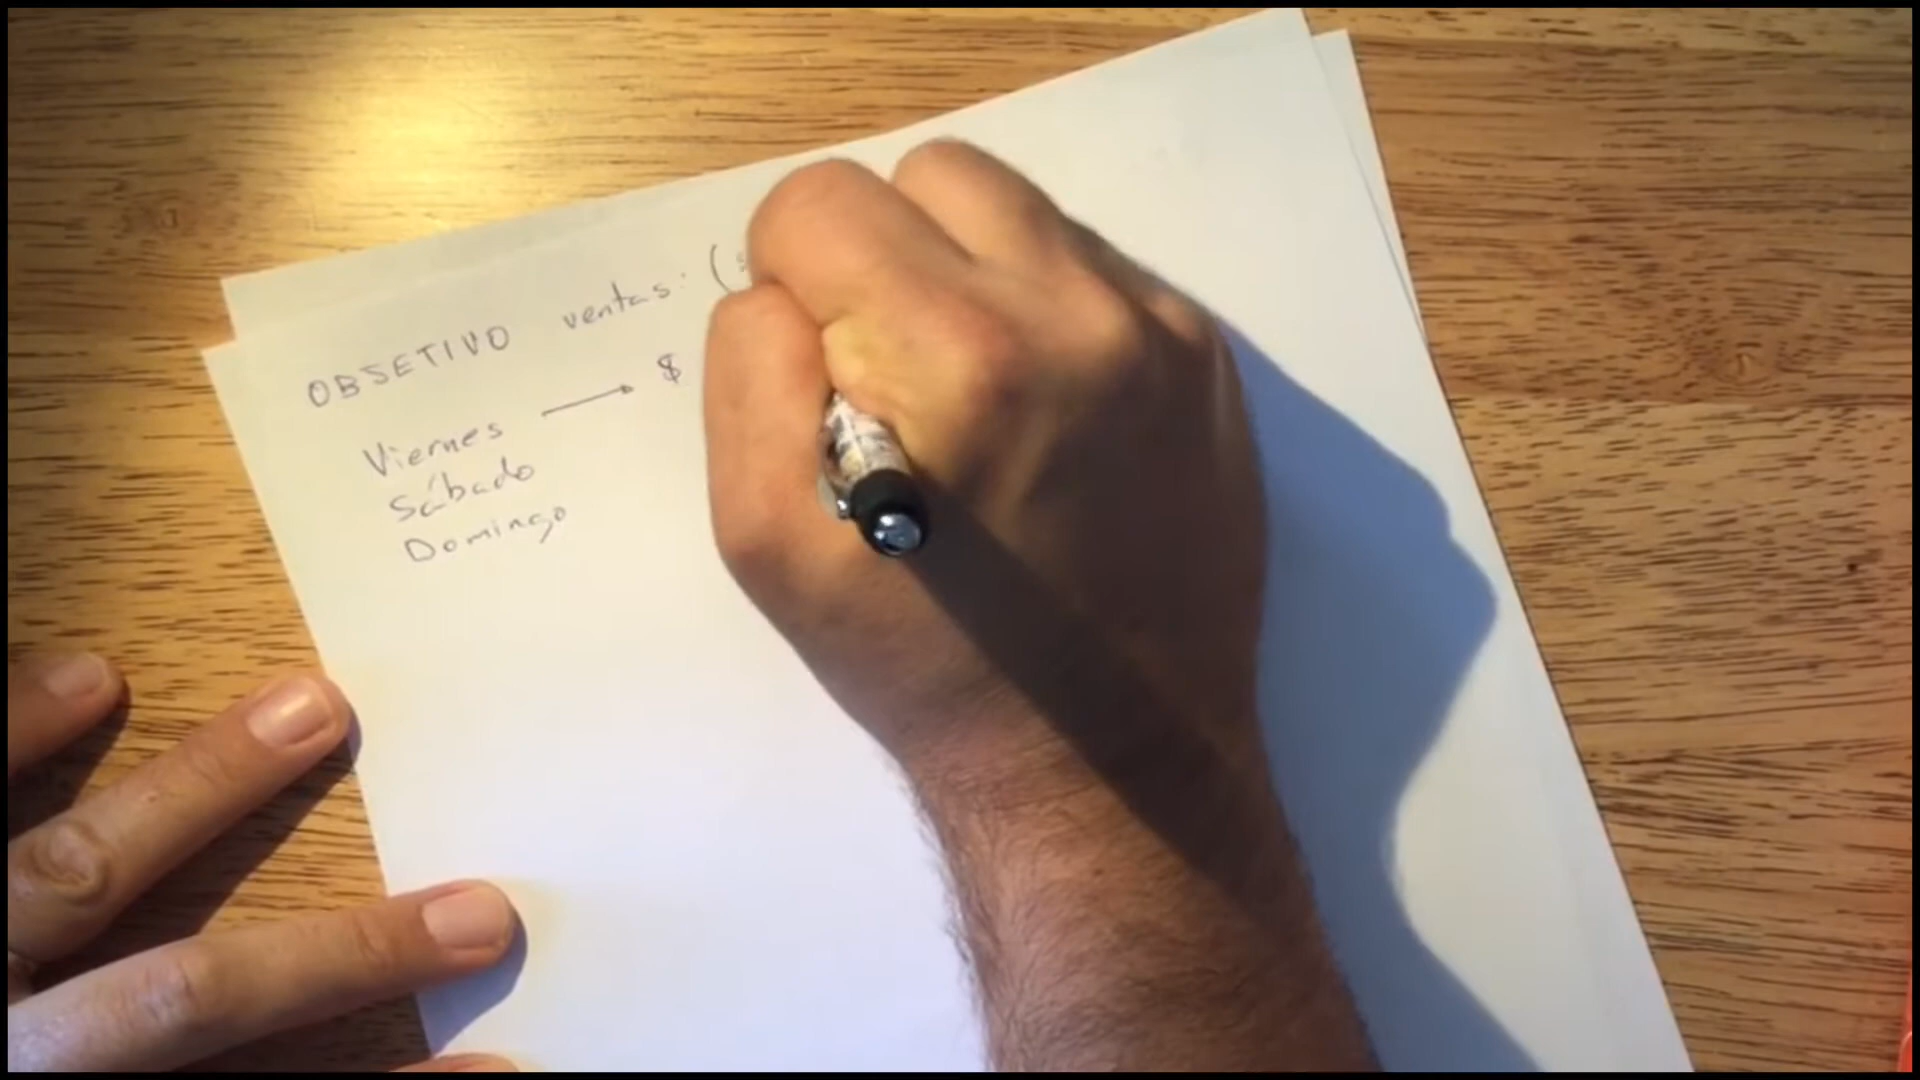 OBSETIVO ventas: (
Viernes → $
Sábado
Domingo